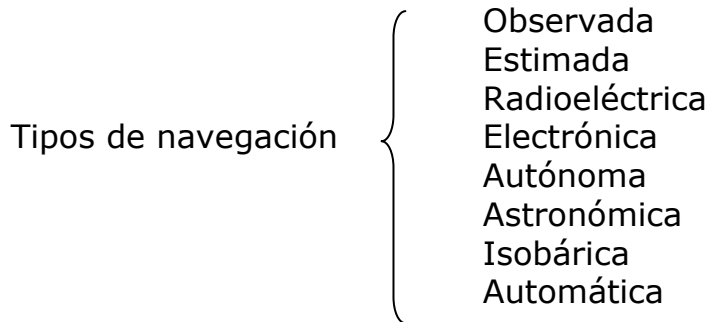 Observada
Estimada
Radioeléctrica
Tipos de navegación Electrónica
Autónoma
Astronómica
Isobárica
Automática